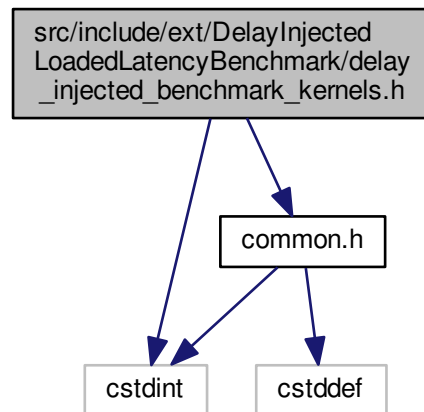 src/include/ext/DelayInjected
LoadedLatencyBenchmark/delay
_injected_benchmark_kernels.h
common.h
cstdint
cstddef